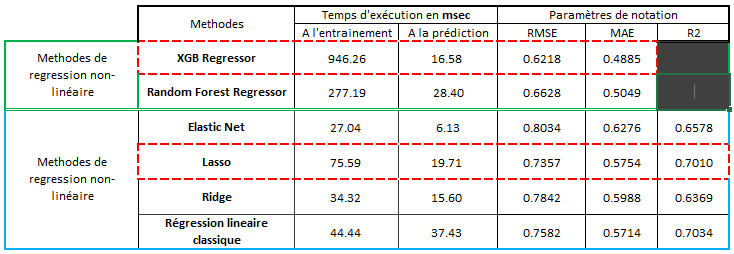 Methodes Temps d'exécution en msec Paramètres de notation
A l'entrainement A la prédiction RMSE MAE R2
Methodes de regression non-linéaire
XGB Regressor 946.26 16.58 0.6218 0.4885
Random Forest Regressor 277.19 28.40 0.6628 0.5049
Methodes de regression non-linéaire
Elastic Net 27.04 6.13 0.8034 0.6276 0.6578
Lasso 75.59 19.71 0.7357 0.5754 0.7010
Ridge 34.32 15.60 0.7842 0.5988 0.6369
Régression lineaire classique 44.44 37.43 0.7582 0.5714 0.7034